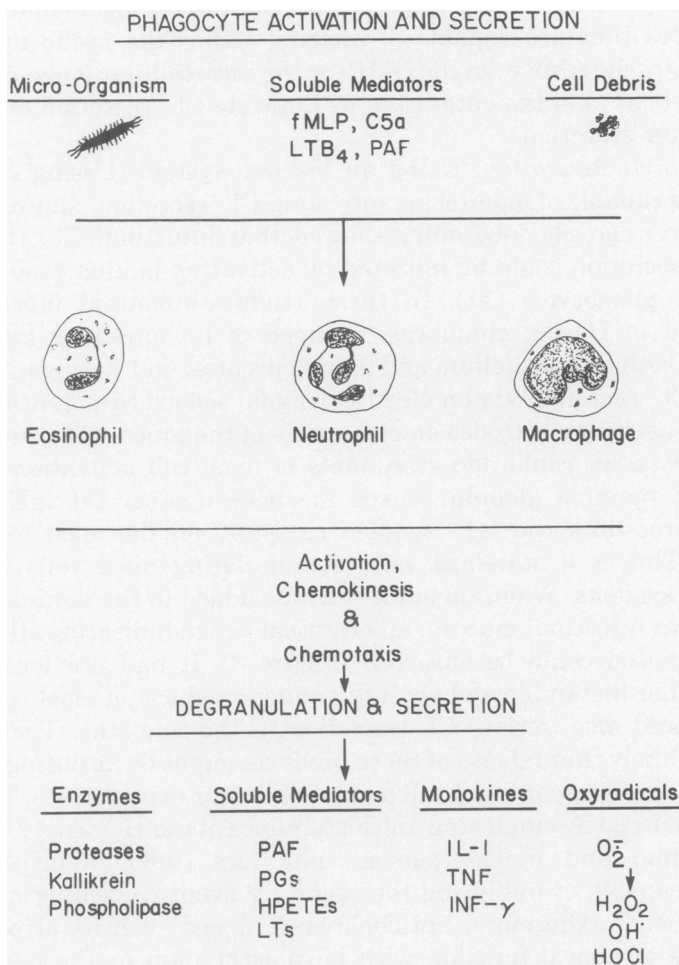 PHAGOCYTE ACTIVATION AND SECRETION
Micro-Organism Soluble Mediators Cell Debris
fMLP, C5a
LTB4, PAF
Eosinophil Neutrophil Macrophage
Activation,
Chemokinesis
&
Chemotaxis
DEGRANULATION & SECRETION
Enzymes Soluble Mediators Monokines Oxyradicals
Proteases PAF IL-1 O2-
Kallikrein PGs TNF
Phospholipase HPETEs INF-γ H2O2
LTs OH·
HOCl